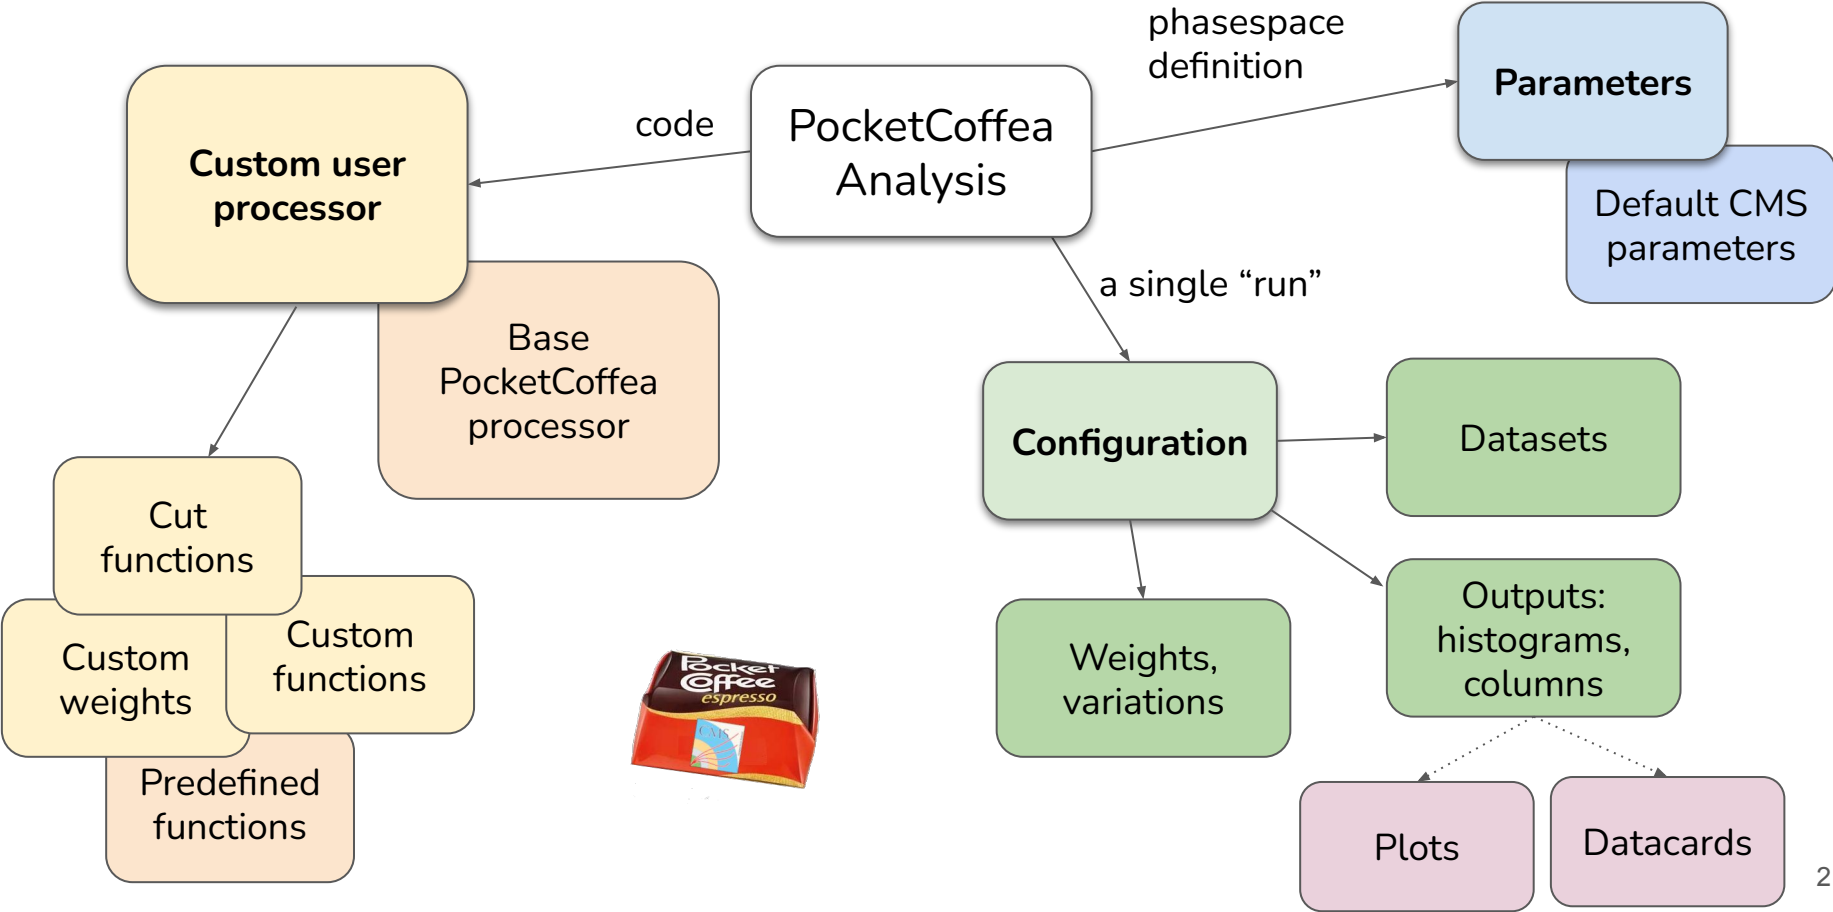 phasespace
definition
Parameters
Default CMS
parameters
PocketCoffea
Analysis
code
Custom user
processor
Base
PocketCoffea
processor
a single “run”
Configuration
Datasets
Cut
functions
Custom
functions
Custom
weights
Predefined
functions
Pocket
Coffee
espresso
CMS
Weights,
variations
Outputs:
histograms,
columns
Plots
Datacards
2